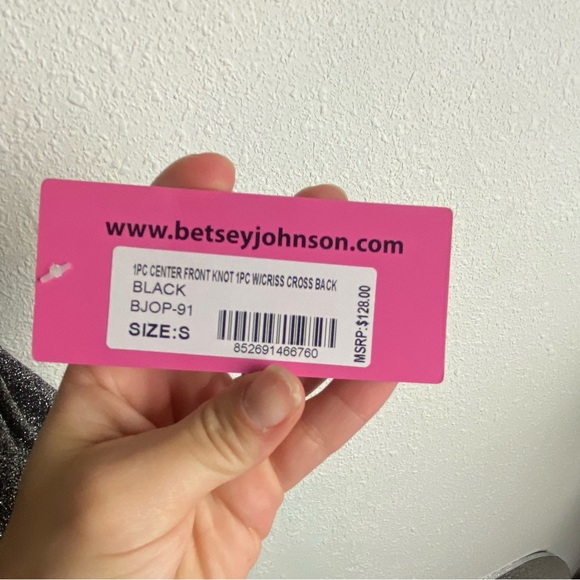 www.betseyjohnson.com
1PC CENTER FRONT KNOT 1PC W/CRISS CROSS BACK
BLACK
BJOP-91
SIZE:S
852691466760
MSRP:$128.00